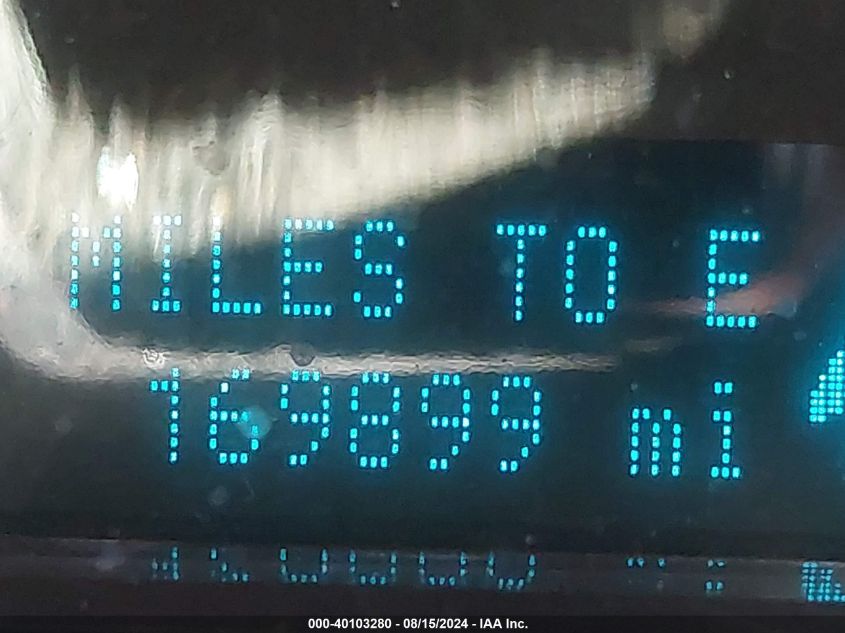 MILES TO E
169899 mi
000-40103280 - 08/15/2024 - IAA Inc.